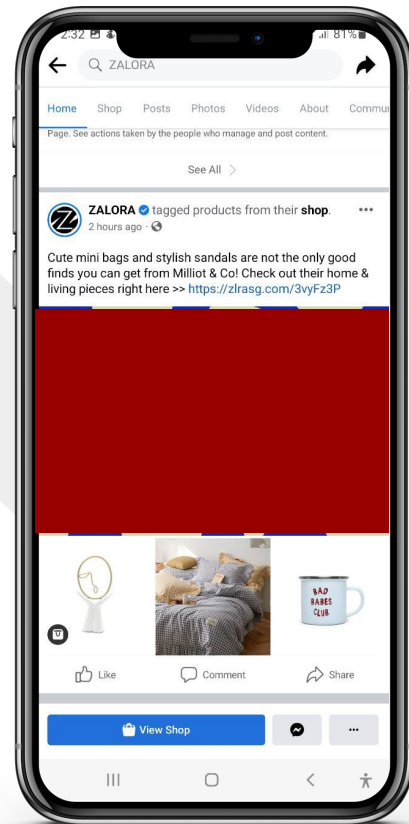 2:32 81%
ZALORA
Home Shop Posts Photos Videos About Commu
Page. See actions taken by the people who manage and post content.
See All
ZALORA tagged products from their shop.
2 hours ago
Cute mini bags and stylish sandals are not the only good
finds you can get from Milliot & Co! Check out their home &
living pieces right here >> https://zlrasg.com/3vyFz3P
BAD
BABES
CLUB
Like Comment Share
View Shop